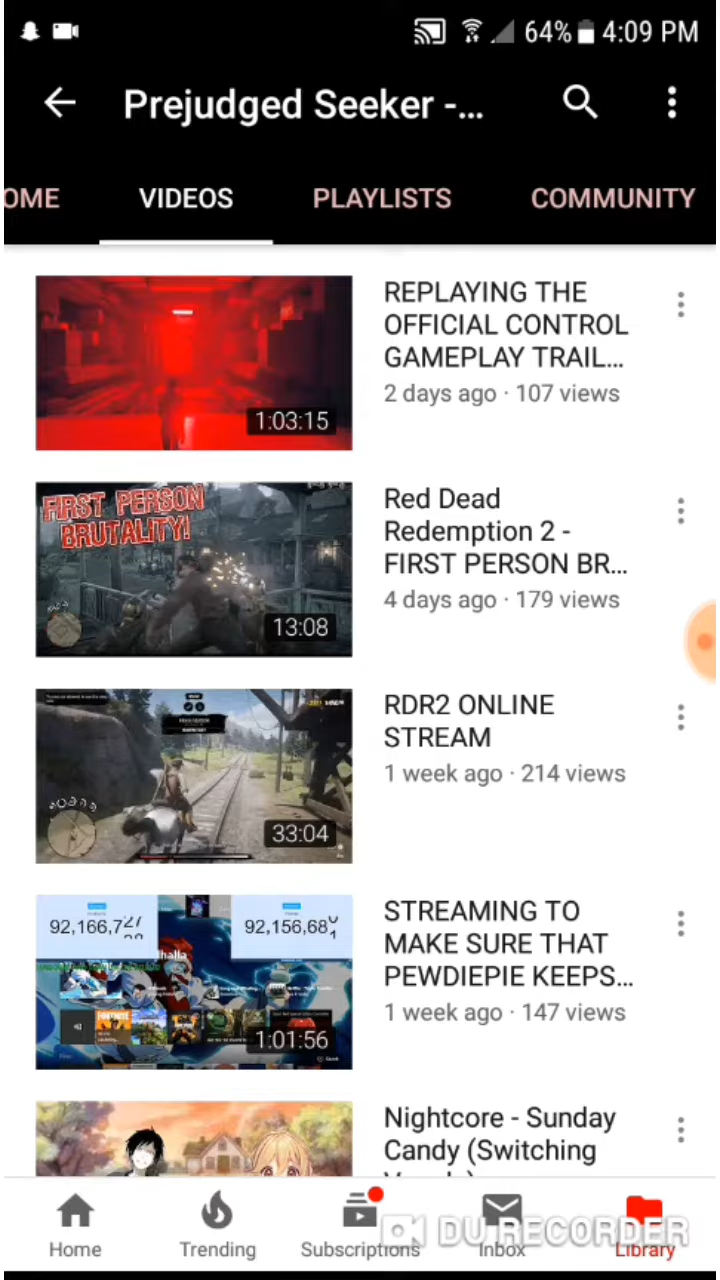 64% 4:09 PM
Prejudged Seeker -...
OME VIDEOS PLAYLISTS COMMUNITY
REPLAYING THE
OFFICIAL CONTROL
GAMEPLAY TRAIL...
2 days ago · 107 views
1:03:15
FIRST PERSON
BRUTALITY!
13:08
Red Dead
Redemption 2 -
FIRST PERSON BR...
4 days ago · 179 views
33:04
RDR2 ONLINE
STREAM
1 week ago · 214 views
1:01:56
STREAMING TO
MAKE SURE THAT
PEWDIEPIE KEEPS...
1 week ago · 147 views
Nightcore - Sunday
Candy (Switching
DU RECORDER
Home Trending Subscriptions Inbox Library